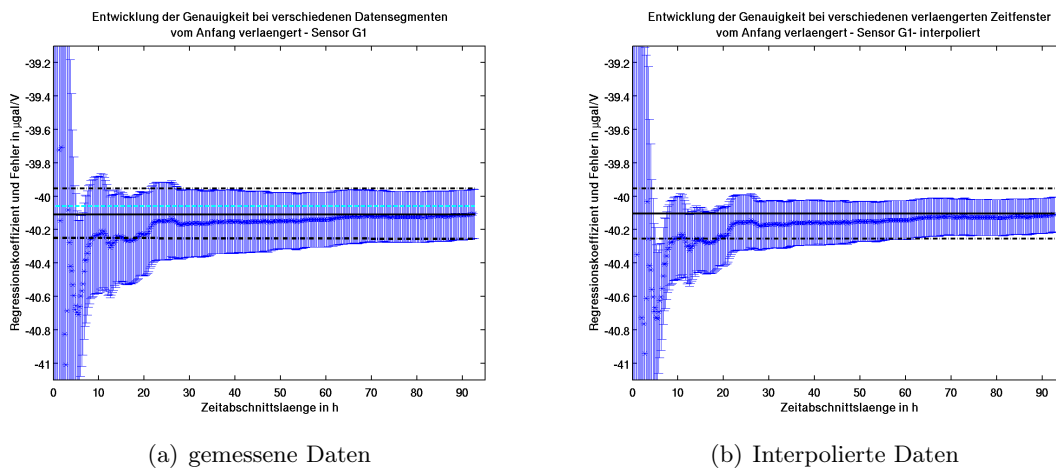 Entwicklung der Genauigkeit bei verschiedenen Datensegmenten
vom Anfang verlaengert - Sensor G1
Regressionskoeffizient und Fehler in µgal/V
-39.2
-39.4
-39.6
-39.8
-40
-40.2
-40.4
-40.6
-40.8
-41
0 10 20 30 40 50 60 70 80 90
Zeitabschnittslaenge in h
(a) gemessene Daten
Entwicklung der Genauigkeit bei verschiedenen verlaengerten Zeitfenster
vom Anfang verlaengert - Sensor G1- interpoliert
Regressionskoeffizient und Fehler in µgal/V
-39.2
-39.4
-39.6
-39.8
-40
-40.2
-40.4
-40.6
-40.8
-41
0 10 20 30 40 50 60 70 80 90
Zeitabschnittslaenge in h
(b) Interpolierte Daten